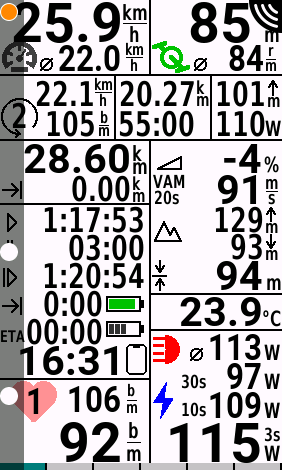 25.9 km/h 85 r/m
⌀ 22.0 km/h ⌀ 84 r/m
2 22.1 km/h 20.27 km 101 m
105 b/m 55:00 110 W
28.60 km -4 %
0.00 km VAM 20s 91 m/s
1:17:53 129 m
03:00 93 m
1:20:54 94 m
0:00 23.9 °C
ETA 00:00 ⌀ 113 W
16:31 30s 97 W
1 106 b/m 10s 109 W
92 b/m 115 3s W